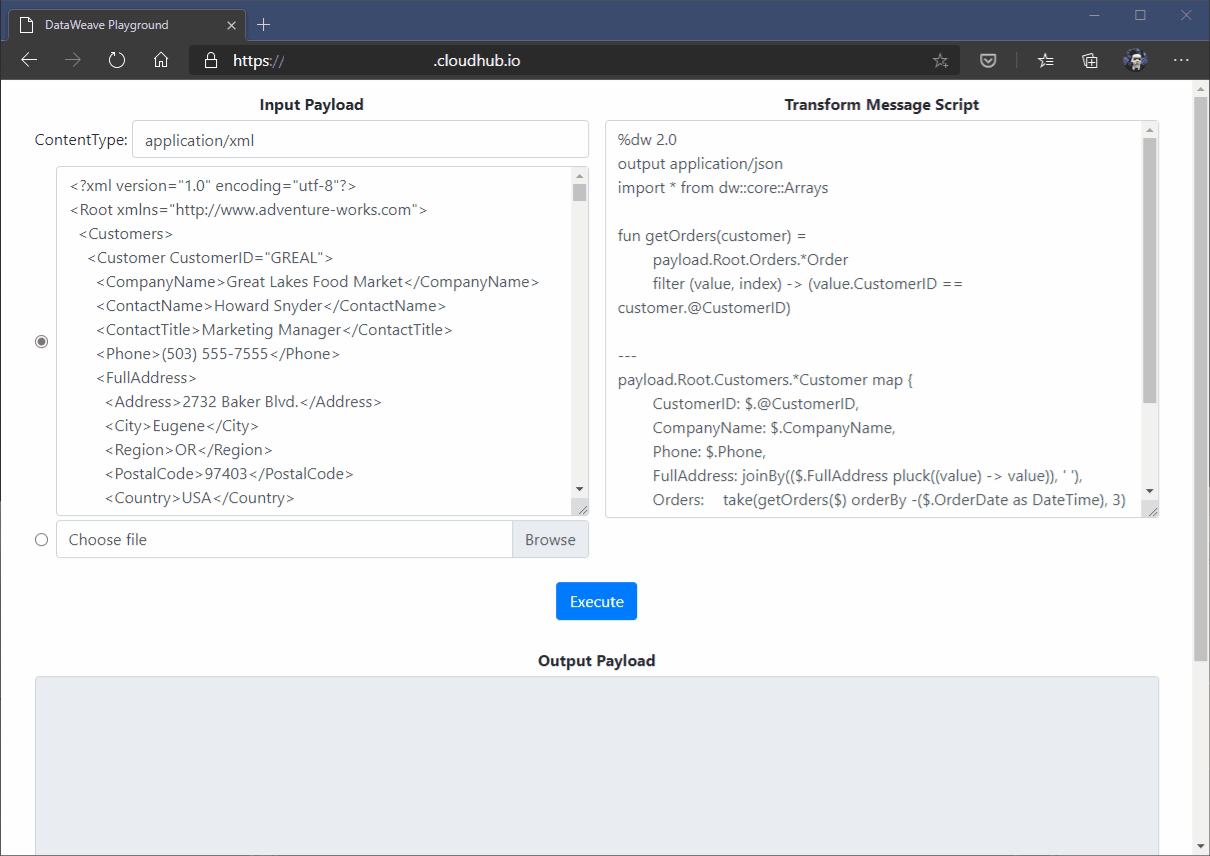 DataWeave Playground
https:// .cloudhub.io
Input Payload
ContentType: application/xml
<?xml version="1.0" encoding="utf-8"?>
<Root xmlns="http://www.adventure-works.com">
<Customers>
<Customer CustomerID="GREAL">
<CompanyName>Great Lakes Food Market</CompanyName>
<ContactName>Howard Snyder</ContactName>
<ContactTitle>Marketing Manager</ContactTitle>
<Phone>(503) 555-7555</Phone>
<FullAddress>
<Address>2732 Baker Blvd.</Address>
<City>Eugene</City>
<Region>OR</Region>
<PostalCode>97403</PostalCode>
<Country>USA</Country>
Choose file Browse
Transform Message Script
%dw 2.0
output application/json
import * from dw::core::Arrays
fun getOrders(customer) =
payload.Root.Orders.*Order
filter (value, index) -> (value.CustomerID ==
customer.@CustomerID)
---
payload.Root.Customers.*Customer map {
CustomerID: $.@CustomerID,
CompanyName: $.CompanyName,
Phone: $.Phone,
FullAddress: joinBy(($.FullAddress pluck((value) -> value)), ' '),
Orders: take(getOrders($) orderBy -($.OrderDate as DateTime), 3)
Execute
Output Payload